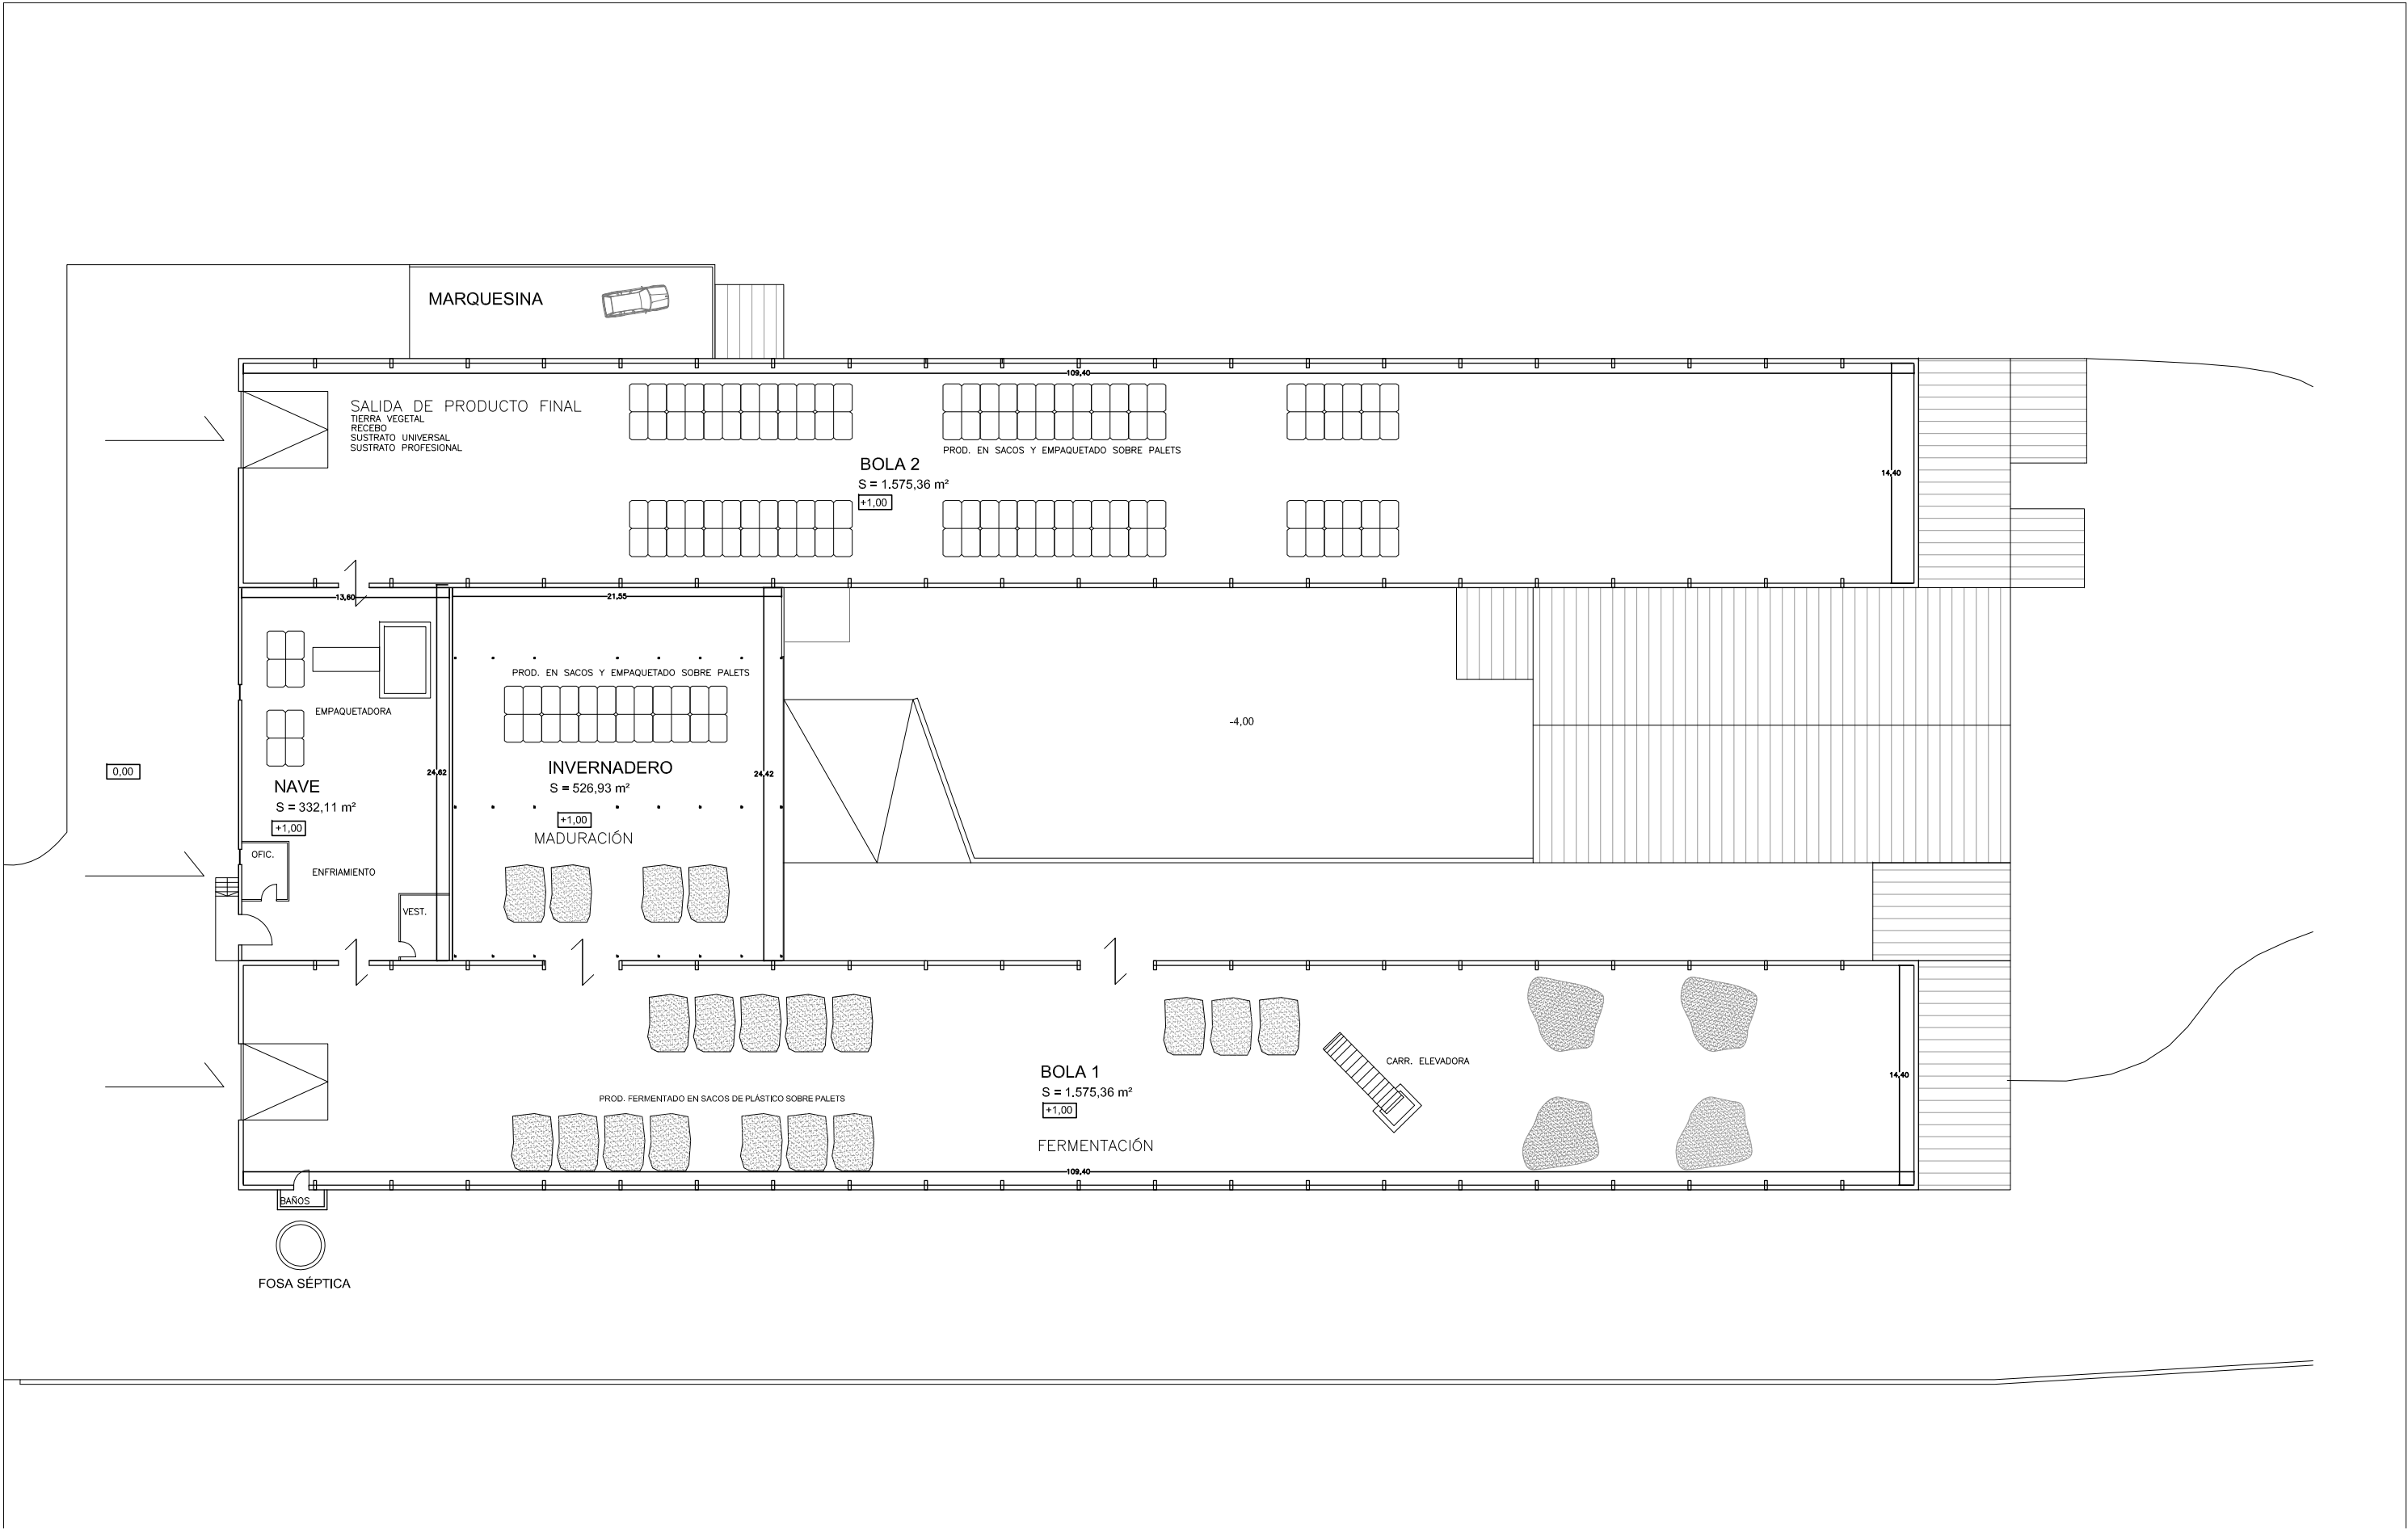 MARQUESINA
109,40
SALIDA DE PRODUCTO FINAL
TIERRA VEGETAL
RECEBO
SUSTRATO UNIVERSAL
SUSTRATO PROFESIONAL
PROD. EN SACOS Y EMPAQUETADO SOBRE PALETS
BOLA 2
S = 1.575,36 m²
+1,00
14,40
13,60
21,55
PROD. EN SACOS Y EMPAQUETADO SOBRE PALETS
EMPAQUETADORA
-4,00
0,00
24,62
NAVE
S = 332,11 m²
+1,00
INVERNADERO
S = 526,93 m²
24,42
+1,00
MADURACIÓN
OFIC.
ENFRIAMIENTO
VEST.
CARR. ELEVADORA
BOLA 1
S = 1.575,36 m²
+1,00
14,40
PROD. FERMENTADO EN SACOS DE PLÁSTICO SOBRE PALETS
FERMENTACIÓN
109,40
BAÑOS
FOSA SÉPTICA